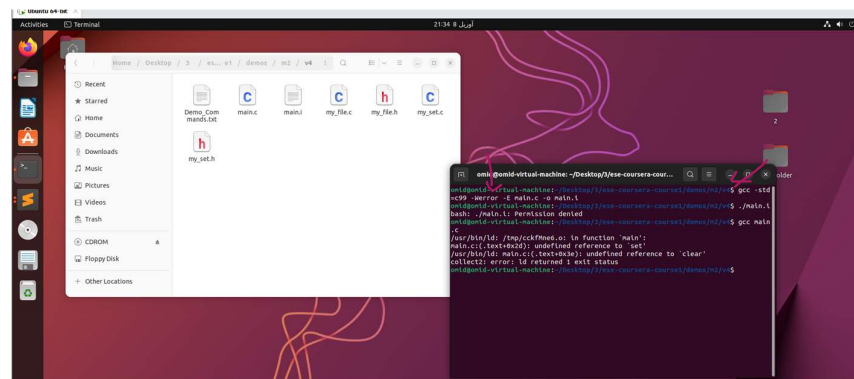 Ubuntu 64-bit
Activities
Terminal
21:34 8 آوریل
Home / Desktop / 3 / es... e1 / demos / m2 / v4
Recent
Starred
Home
Documents
Downloads
Music
Pictures
Videos
Trash
CDROM
Floppy Disk
+ Other Locations
Demo_Com
mands.txt
main.c
main.i
my_file.c
my_file.h
my_set.c
my_set.h
2
older
omid@omid-virtual-machine: ~/Desktop/3/ese-coursera-cour...
omid@omid-virtual-machine:~/Desktop/3/ese-coursera-course1/demos/m2/v4$ gcc -std
=c99 -Werror -E main.c -o main.i
omid@omid-virtual-machine:~/Desktop/3/ese-coursera-course1/demos/m2/v4$ ./main.i
bash: ./main.i: Permission denied
omid@omid-virtual-machine:~/Desktop/3/ese-coursera-course1/demos/m2/v4$ gcc main
.c
/usr/bin/ld: /tmp/cckfMne6.o: in function `main':
main.c:(.text+0x2d): undefined reference to `set'
/usr/bin/ld: main.c:(.text+0x3e): undefined reference to `clear'
collect2: error: ld returned 1 exit status
omid@omid-virtual-machine:~/Desktop/3/ese-coursera-course1/demos/m2/v4$